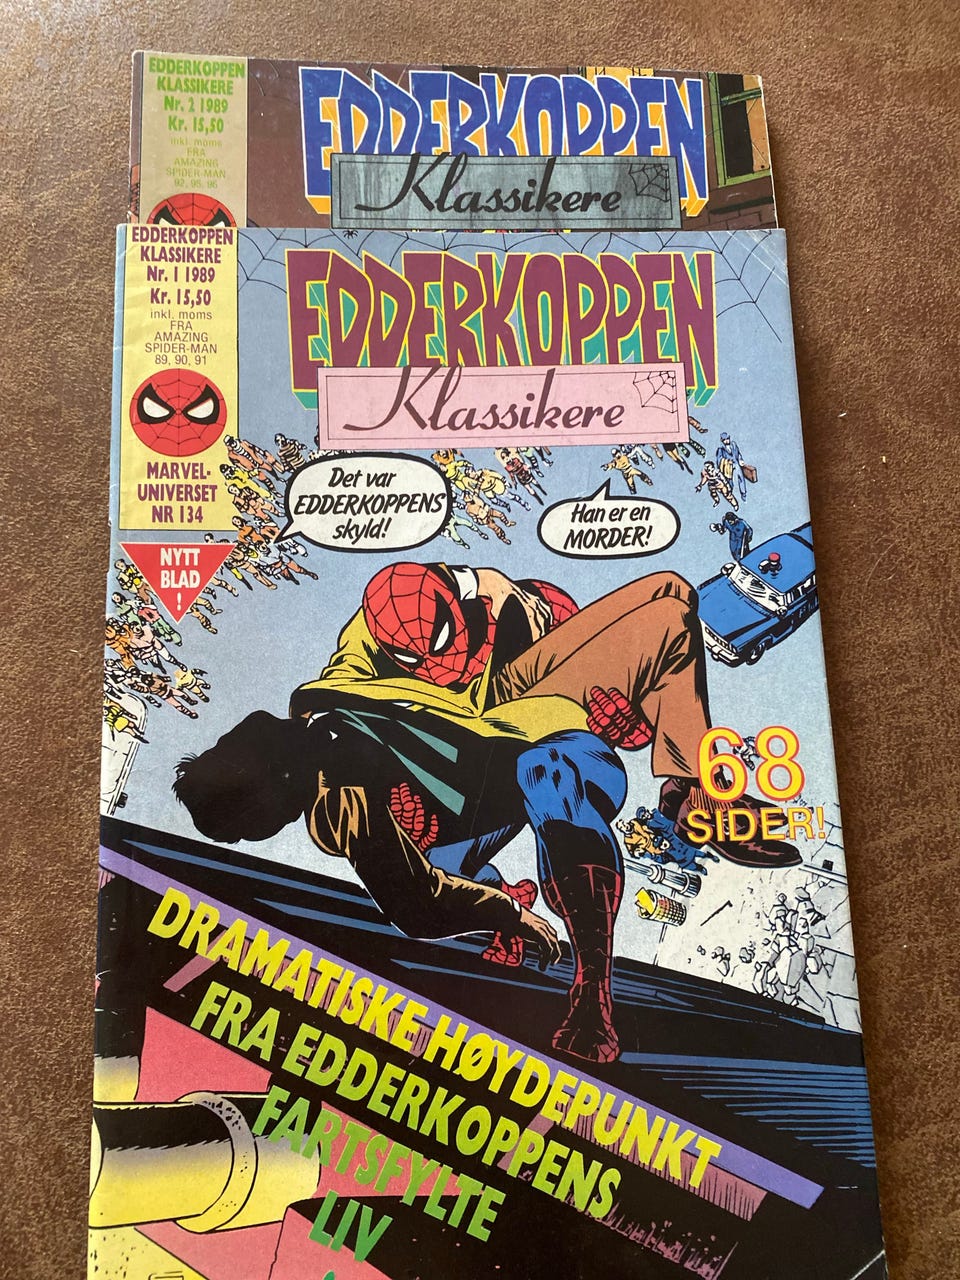 EDDERKOPPEN
KLASSIKERE
Nr. 2 1989
Kr. 15,50
inkl. moms
FRA
AMAZING
SPIDER-MAN
92, 95, 96
EDDERKOPPEN
Klassikere
EDDERKOPPEN
KLASSIKERE
Nr. 1 1989
Kr. 15,50
inkl. moms
FRA
AMAZING
SPIDER-MAN
89, 90, 91
MARVEL-
UNIVERSET
NR 134
NYTT
BLAD
!
EDDERKOPPEN
Klassikere
Det var
EDDERKOPPENS
skyld!
Han er en
MORDER!
68
SIDER!
DRAMATISKE HØYDEPUNKT
FRA EDDERKOPPENS
FARTSFYLTE
LIV